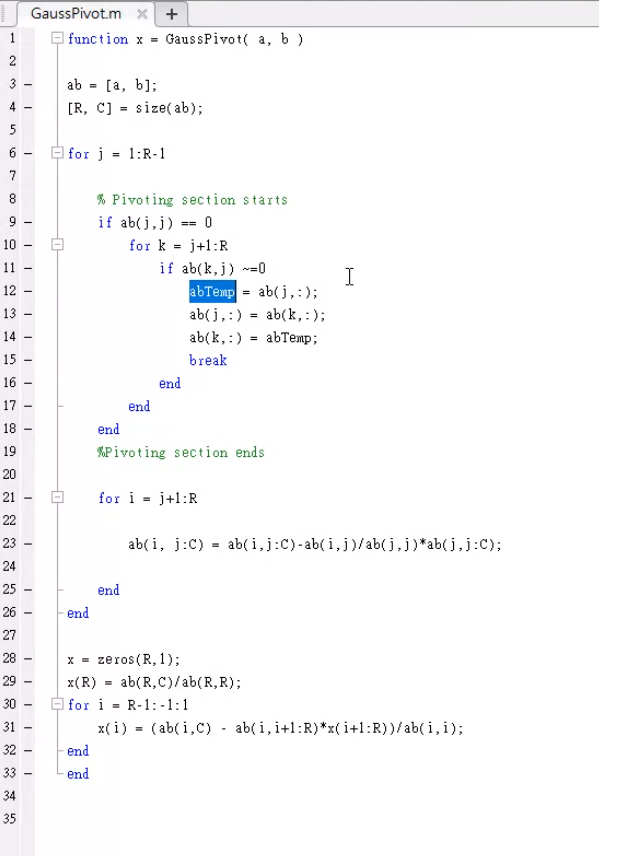 GaussPivot.m × +
1 function x = GaussPivot( a, b )
2
3 – ab = [a, b];
4 – [R, C] = size(ab);
5
6 – for j = 1:R-1
7
8 % Pivoting section starts
9 – if ab(j,j) == 0
10 – for k = j+1:R
11 – if ab(k,j) ~=0
12 – abTemp = ab(j,:);
13 – ab(j,:) = ab(k,:);
14 – ab(k,:) = abTemp;
15 – break
16 – end
17 – end
18 – end
19 %Pivoting section ends
20
21 – for i = j+1:R
22
23 – ab(i, j:C) = ab(i,j:C)-ab(i,j)/ab(j,j)*ab(j,j:C);
24
25 – end
26 – end
27
28 – x = zeros(R,1);
29 – x(R) = ab(R,C)/ab(R,R);
30 – for i = R-1:-1:1
31 – x(i) = (ab(i,C) - ab(i,i+1:R)*x(i+1:R))/ab(i,i);
32 – end
33 – end
34
35